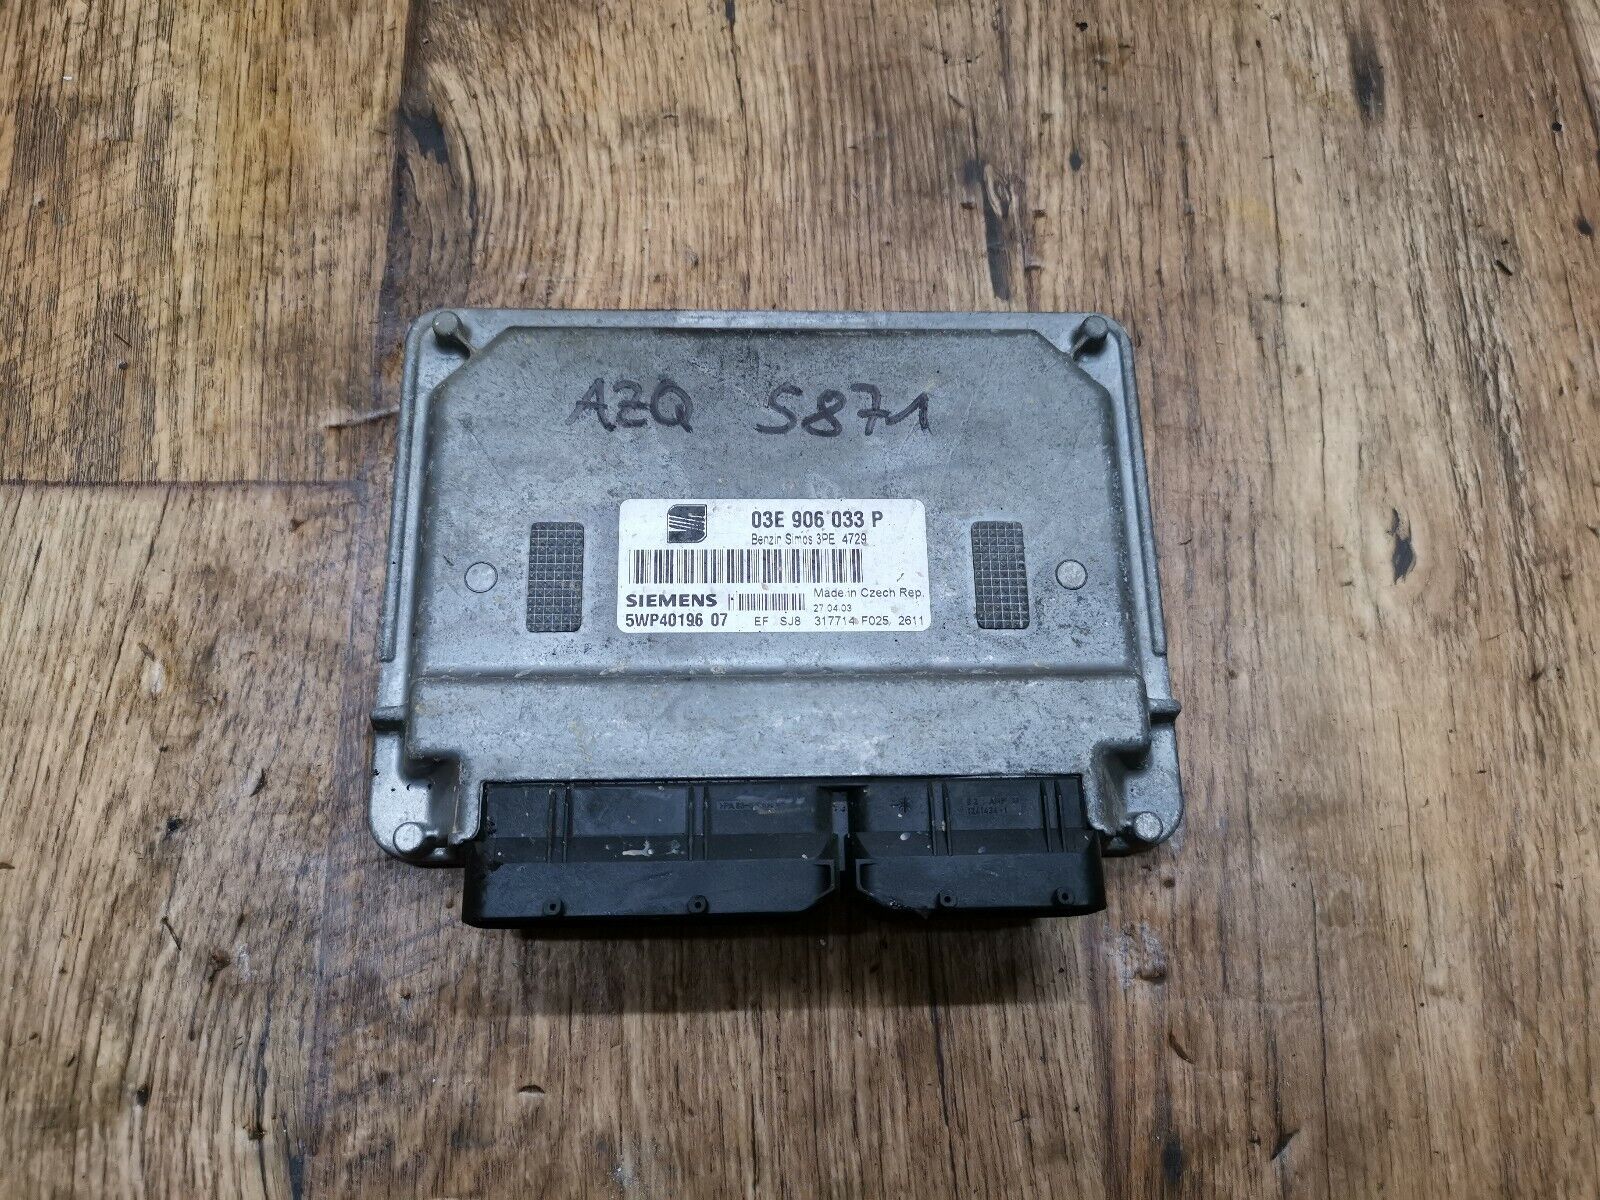 AZQ 5871
03E 906 033 P
Benzin Simos 3PE 4729
Made in Czech Rep.
SIEMENS
27 04 03
5WP40196 07 EF SJ8 317714 F025 2611